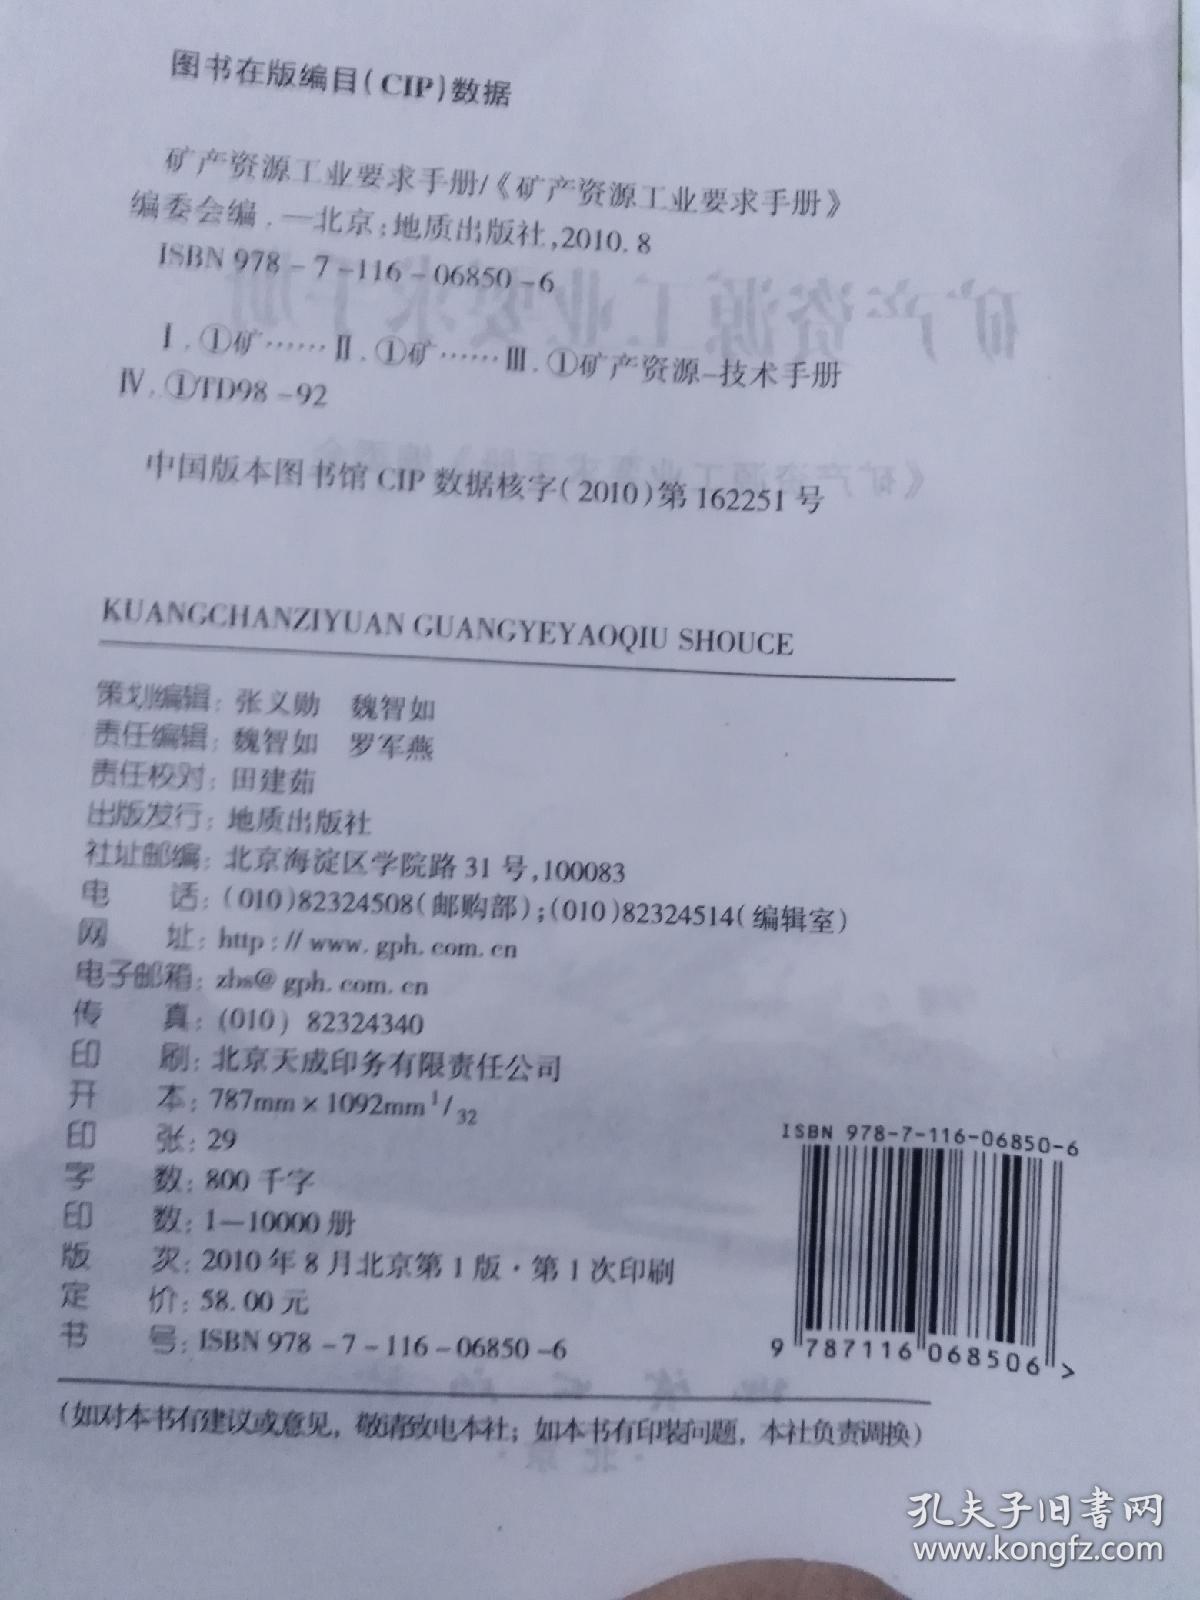 图书在版编目(CIP)数据
矿产资源工业要求手册/《矿产资源工业要求手册》
编委会编.—北京:地质出版社,2010.8
ISBN 978-7-116-06850-6
Ⅰ.①矿…… Ⅱ.①矿…… Ⅲ.①矿产资源-技术手册
Ⅳ.①TD98-92
中国版本图书馆CIP数据核字(2010)第162251号
KUANGCHANZIYUAN GUANGYEYAOQIU SHOUCE
策划编辑:张义勋 魏智如
责任编辑:魏智如 罗军燕
责任校对:田建茹
出版发行:地质出版社
社址邮编:北京海淀区学院路31号,100083
电 话:(010)82324508(邮购部);(010)82324514(编辑室)
网 址:http://www.gph.com.cn
电子邮箱:zbs@gph.com.cn
传 真:(010)82324340
印 刷:北京天成印务有限责任公司
开 本:787mm×1092mm 1/32
印 张:29
字 数:800千字
印 数:1—10000册
版 次:2010年8月北京第1版·第1次印刷
定 价:58.00元
书 号:ISBN 978-7-116-06850-6
ISBN 978-7-116-06850-6
9 787116 068506 >
(如对本书有建议或意见,敬请致电本社;如本书有印装问题,本社负责调换)
孔夫子旧书网
www.kongfz.com